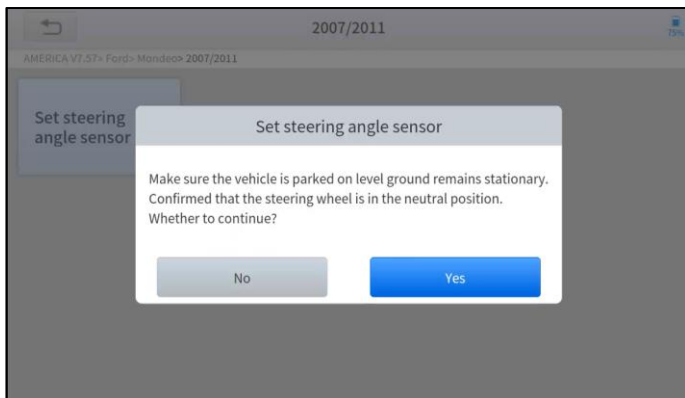 2007/2011
75%
AMERICA V7.57> Ford> Mondeo> 2007/2011
Set steering
angle sensor
Set steering angle sensor
Make sure the vehicle is parked on level ground remains stationary.
Confirmed that the steering wheel is in the neutral position.
Whether to continue?
No
Yes